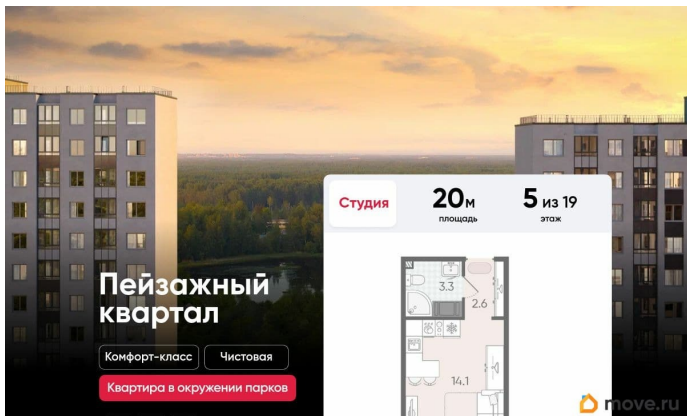 Студия
20м
площадь
5 из 19
этаж
Пейзажный
квартал
Комфорт-класс
Чистовая
Квартира в окружении парков
3.3
2.6
14.1
move.ru